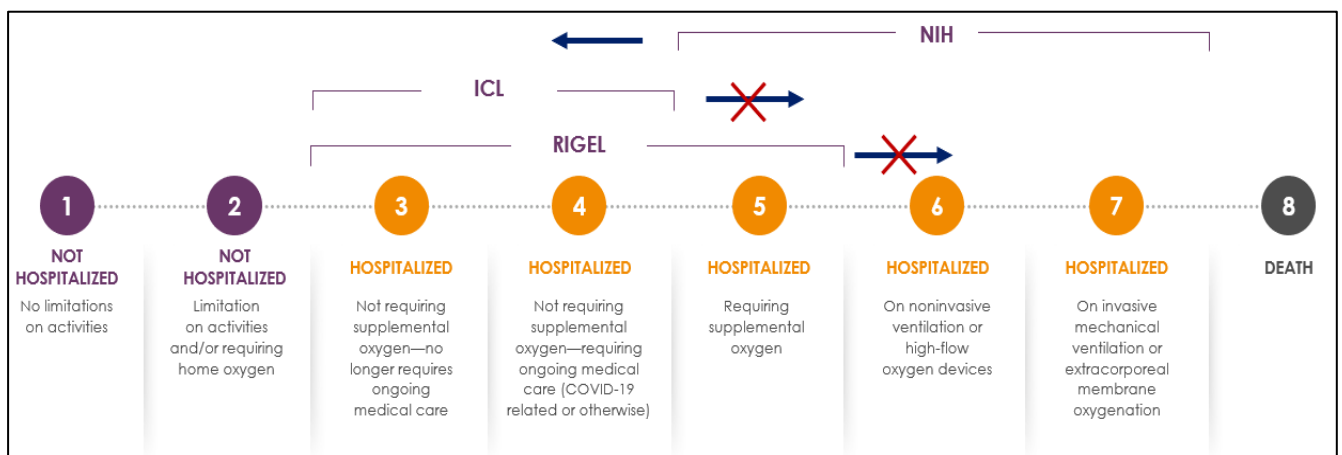 NIH
ICL
RIGEL
1
2
3
4
5
6
7
8
NOT
HOSPITALIZED
No limitations
on activities
NOT
HOSPITALIZED
Limitation
on activities
and/or requiring
home oxygen
HOSPITALIZED
Not requiring
supplemental
oxygen—no
longer requires
ongoing
medical care
HOSPITALIZED
Not requiring
supplemental
oxygen—requiring
ongoing medical
care (COVID-19
related or otherwise)
HOSPITALIZED
Requiring
supplemental
oxygen
HOSPITALIZED
On noninvasive
ventilation or
high-flow
oxygen devices
HOSPITALIZED
On invasive
mechanical
ventilation or
extracorporeal
membrane
oxygenation
DEATH